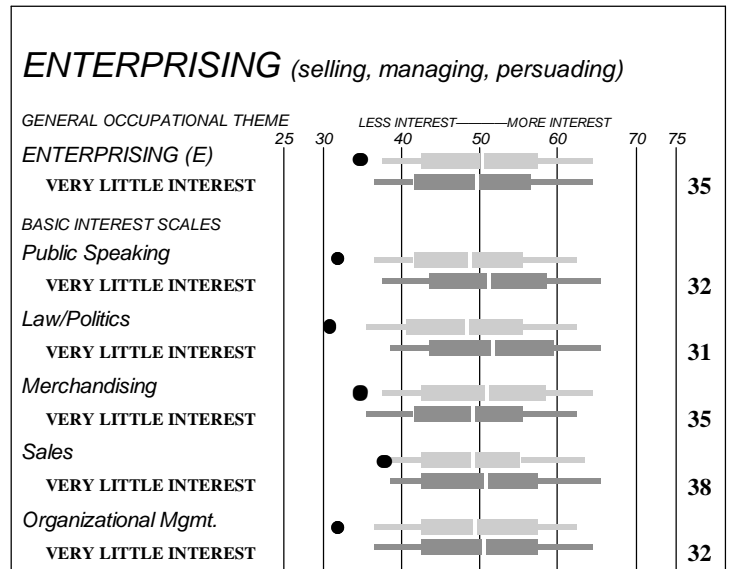 ENTERPRISING (selling, managing, persuading)
GENERAL OCCUPATIONAL THEME LESS INTEREST MORE INTEREST
25 30 40 50 60 70 75
ENTERPRISING (E)
VERY LITTLE INTEREST 35
BASIC INTEREST SCALES
Public Speaking
VERY LITTLE INTEREST 32
Law/Politics
VERY LITTLE INTEREST 31
Merchandising
VERY LITTLE INTEREST 35
Sales
VERY LITTLE INTEREST 38
Organizational Mgmt.
VERY LITTLE INTEREST 32